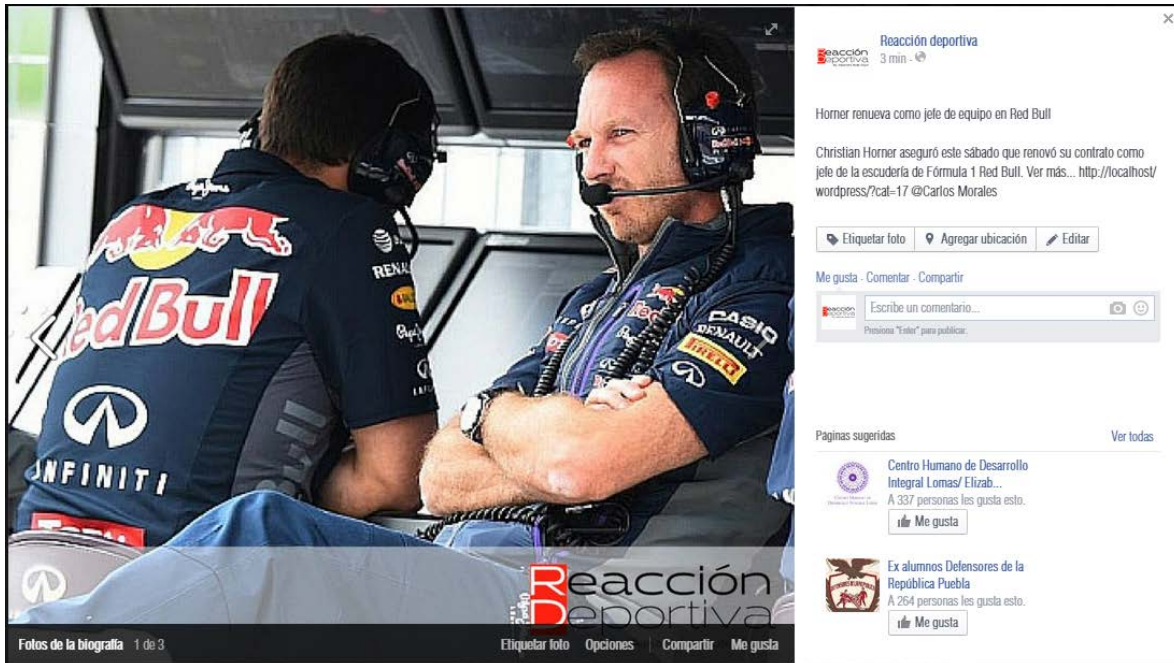 Red Bull
INFINITI
RENAULT
CASIO
RENAULT
PIRELLI
Reacción
Deportiva
Fotos de la biografía 1 de 3
Etiquetar foto Opciones Compartir Me gusta
Reacción deportiva
3 min
Reacción
Deportiva
Horner renueva como jefe de equipo en Red Bull
Christian Horner aseguró este sábado que renovó su contrato como
jefe de la escudería de Fórmula 1 Red Bull. Ver más... http://localhost/
wordpress/?cat=17 @Carlos Morales
Etiquetar foto Agregar ubicación Editar
Me gusta - Comentar - Compartir
Reacción
Deportiva
Escribe un comentario...
Presiona "Enter" para publicar.
Páginas sugeridas
Ver todas
Centro Humano de Desarrollo
Integral Lomas/ Elizab...
A 337 personas les gusta esto.
Me gusta
Ex alumnos Defensores de la
República Puebla
A 264 personas les gusta esto.
Me gusta